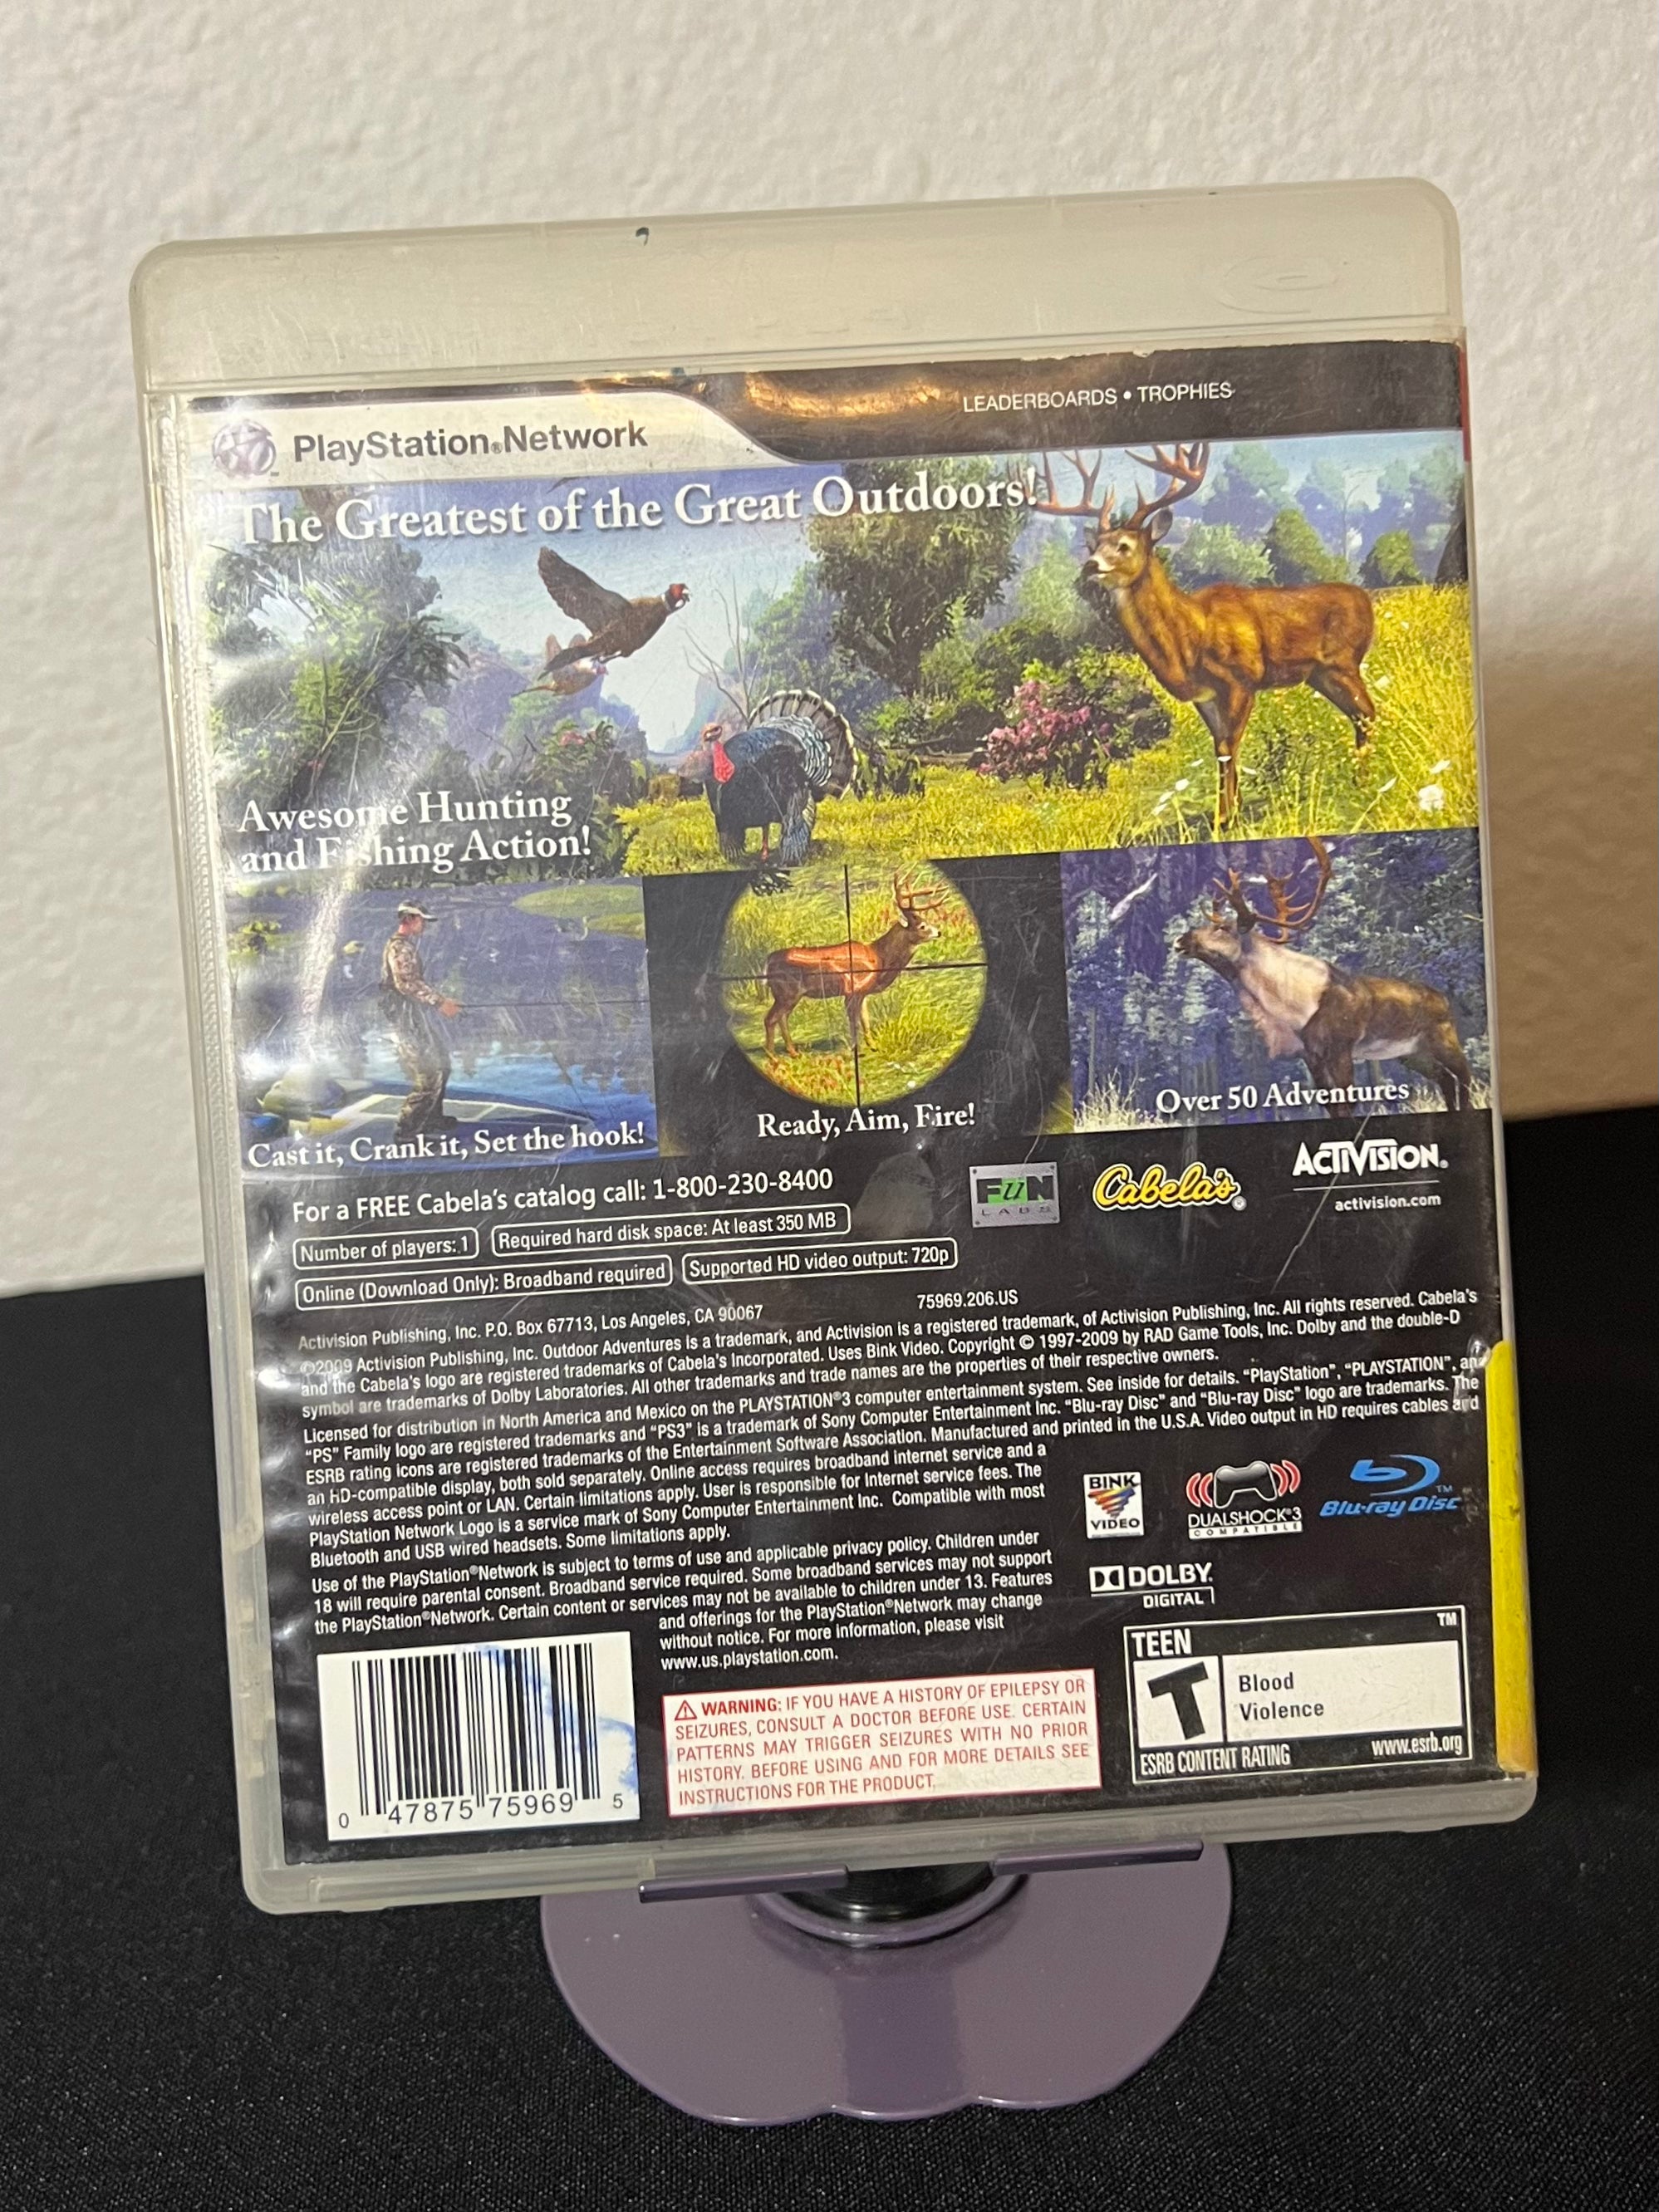 PlayStation®Network
LEADERBOARDS • TROPHIES
The Greatest of the Great Outdoors!
Awesome Hunting
and Fishing Action!
Cast it, Crank it, Set the hook!
Ready, Aim, Fire!
Over 50 Adventures
For a FREE Cabela's catalog call: 1-800-230-8400
FUN
LABS
Cabela's®
ACTIVISION®
activision.com
Number of players: 1
Required hard disk space: At least 350 MB
Online (Download Only): Broadband required
Supported HD video output: 720p
Activision Publishing, Inc. P.O. Box 67713, Los Angeles, CA 90067
75969.206.US
©2009 Activision Publishing, Inc. Outdoor Adventures is a trademark, and Activision is a registered trademark, of Activision Publishing, Inc. All rights reserved. Cabela's
and the Cabela's logo are registered trademarks of Cabela's Incorporated. Uses Bink Video. Copyright © 1997-2009 by RAD Game Tools, Inc. Dolby and the double-D
symbol are trademarks of Dolby Laboratories. All other trademarks and trade names are the properties of their respective owners.
Licensed for distribution in North America and Mexico on the PLAYSTATION®3 computer entertainment system. See inside for details. "PlayStation", "PLAYSTATION", and
"PS" Family logo are registered trademarks and "PS3" is a trademark of Sony Computer Entertainment Inc. "Blu-ray Disc" and "Blu-ray Disc" logo are trademarks. The
ESRB rating icons are registered trademarks of the Entertainment Software Association. Manufactured and printed in the U.S.A. Video output in HD requires cables and
an HD-compatible display, both sold separately. Online access requires broadband internet service and a
wireless access point or LAN. Certain limitations apply. User is responsible for Internet service fees. The
PlayStation Network Logo is a service mark of Sony Computer Entertainment Inc. Compatible with most
Bluetooth and USB wired headsets. Some limitations apply.
Use of the PlayStation®Network is subject to terms of use and applicable privacy policy. Children under
18 will require parental consent. Broadband service required. Some broadband services may not support
the PlayStation®Network. Certain content or services may not be available to children under 13. Features
and offerings for the PlayStation®Network may change
without notice. For more information, please visit
www.us.playstation.com.
BINK
VIDEO
DUALSHOCK®3
COMPATIBLE
Blu-ray Disc™
DOLBY
DIGITAL
0 47875 75969 5
WARNING: IF YOU HAVE A HISTORY OF EPILEPSY OR
SEIZURES, CONSULT A DOCTOR BEFORE USE. CERTAIN
PATTERNS MAY TRIGGER SEIZURES WITH NO PRIOR
HISTORY. BEFORE USING AND FOR MORE DETAILS SEE
INSTRUCTIONS FOR THE PRODUCT.
TEEN ™
T
Blood
Violence
ESRB CONTENT RATING www.esrb.org